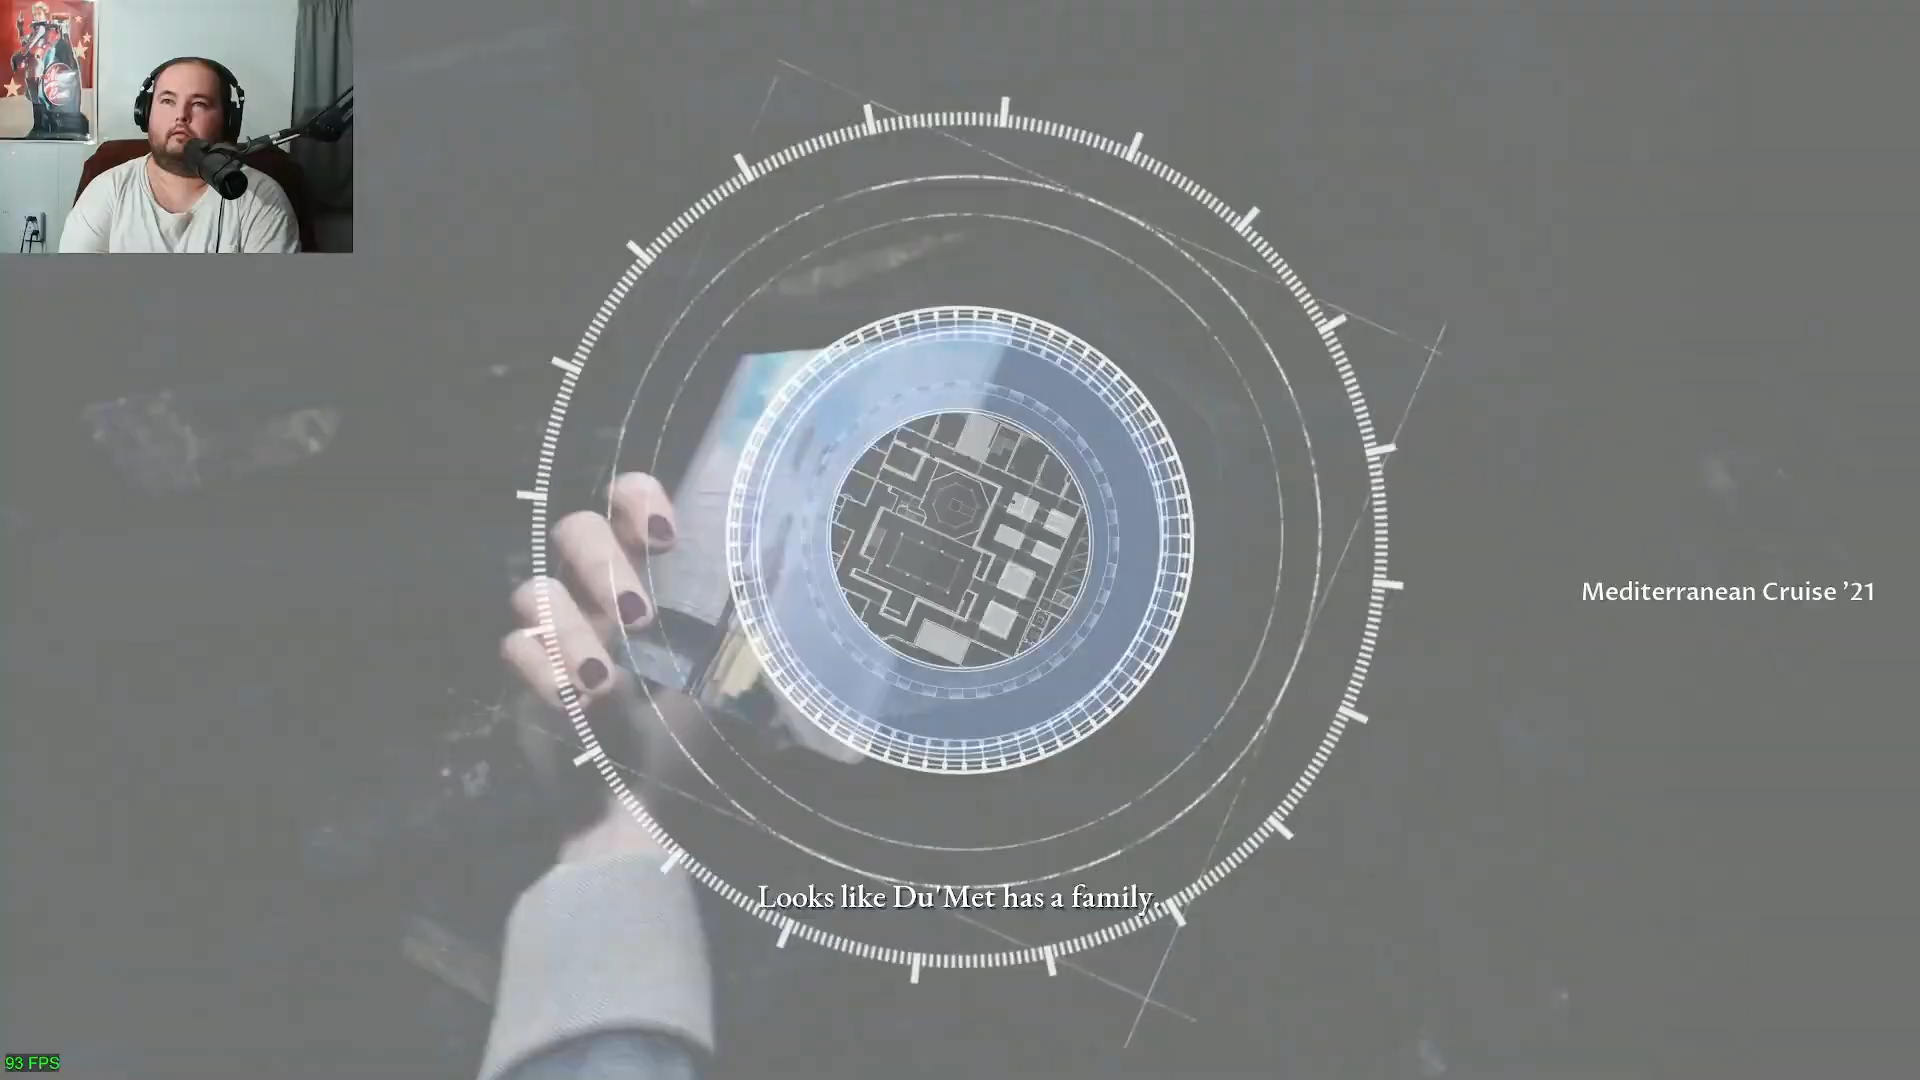 Mediterranean Cruise ’21
Looks like Du'Met has a family.
93 FPS